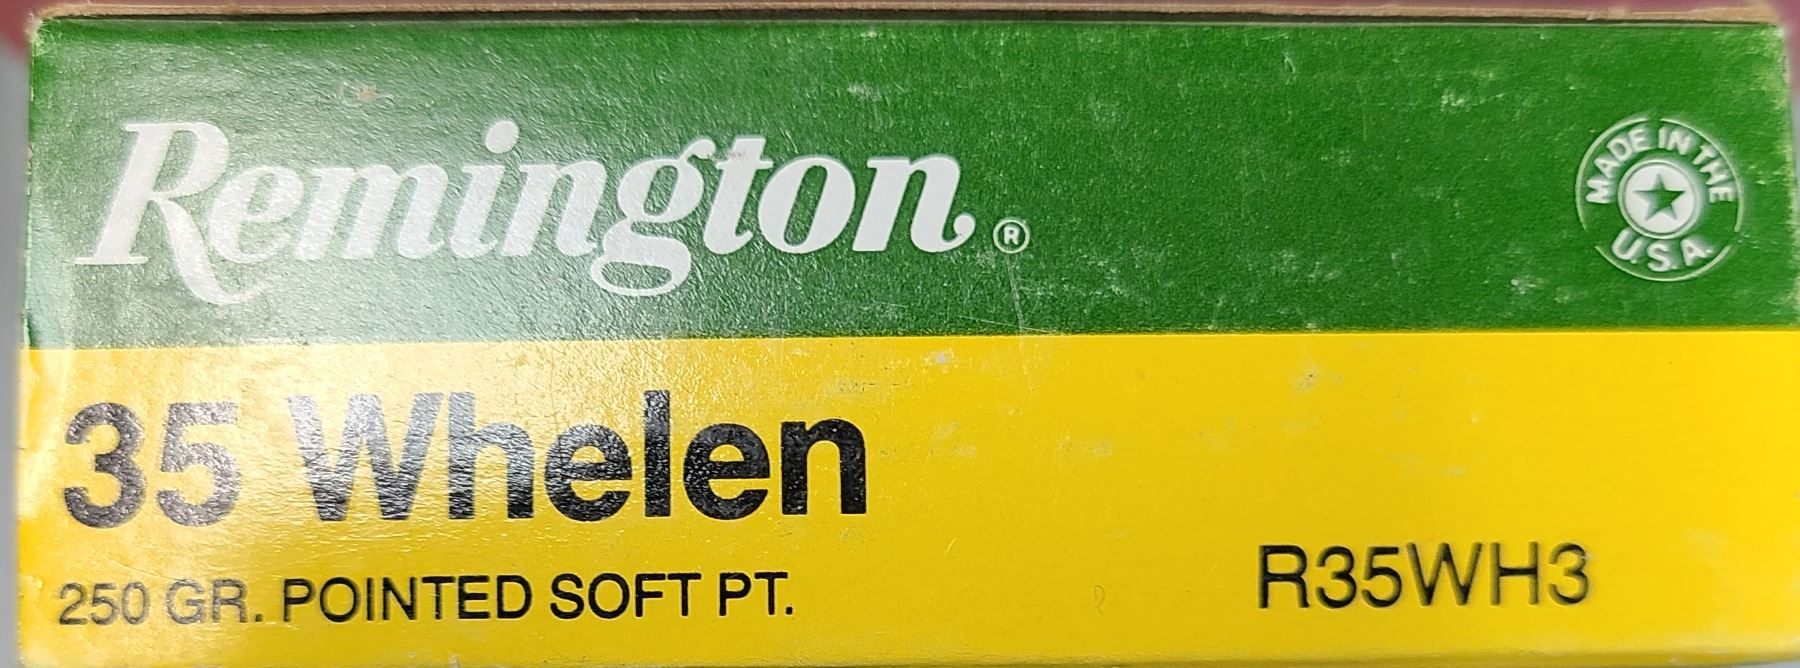 Remington®
MADE IN THE
U.S.A.
35 Whelen
250 GR. POINTED SOFT PT.
R35WH3